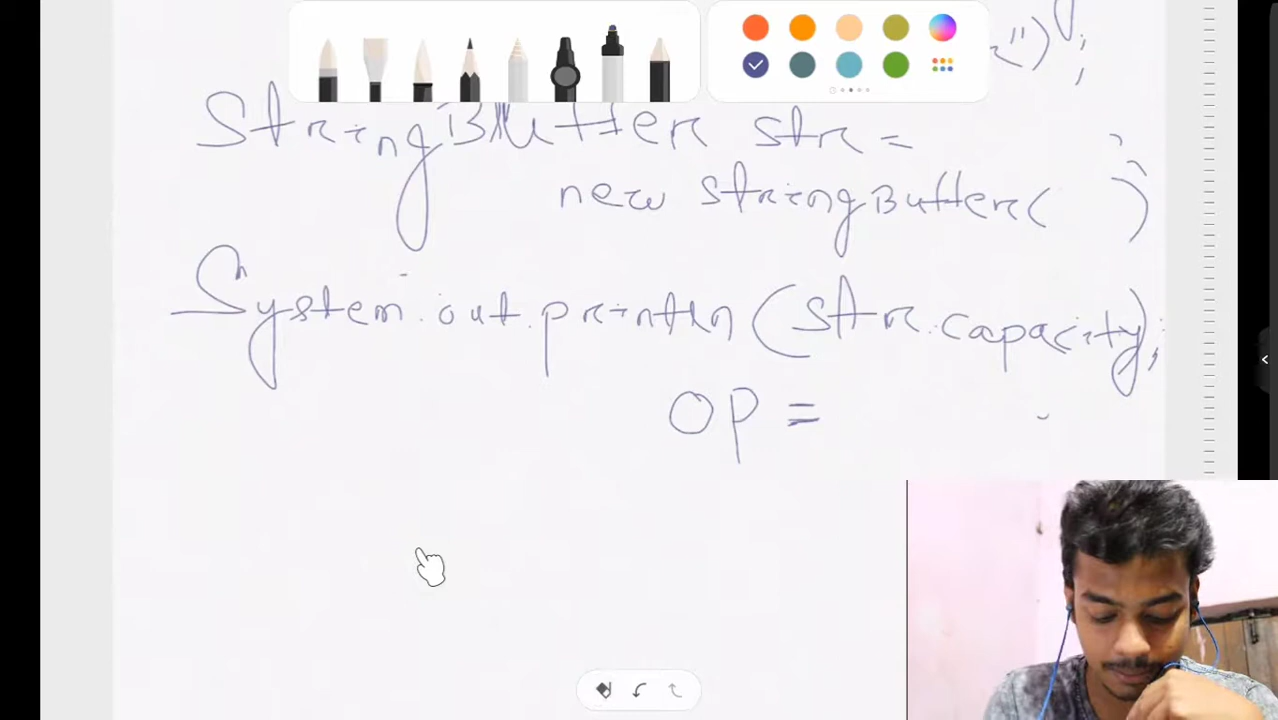 ");
StringBuffer str =
new stringBuffer( )
System.out.println(str.capacity);
OP =